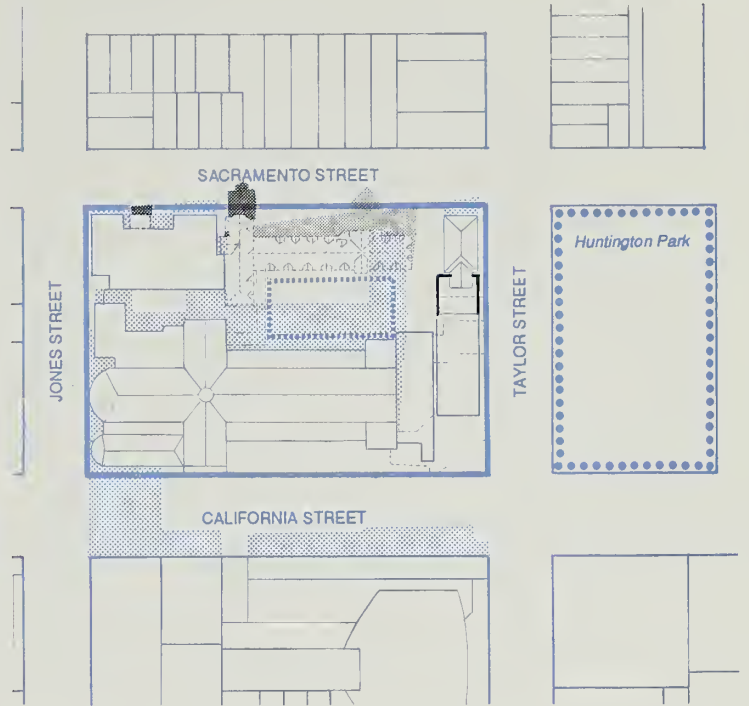 SACRAMENTO STREET
Huntington Park
JONES STREET
TAYLOR STREET
CALIFORNIA STREET